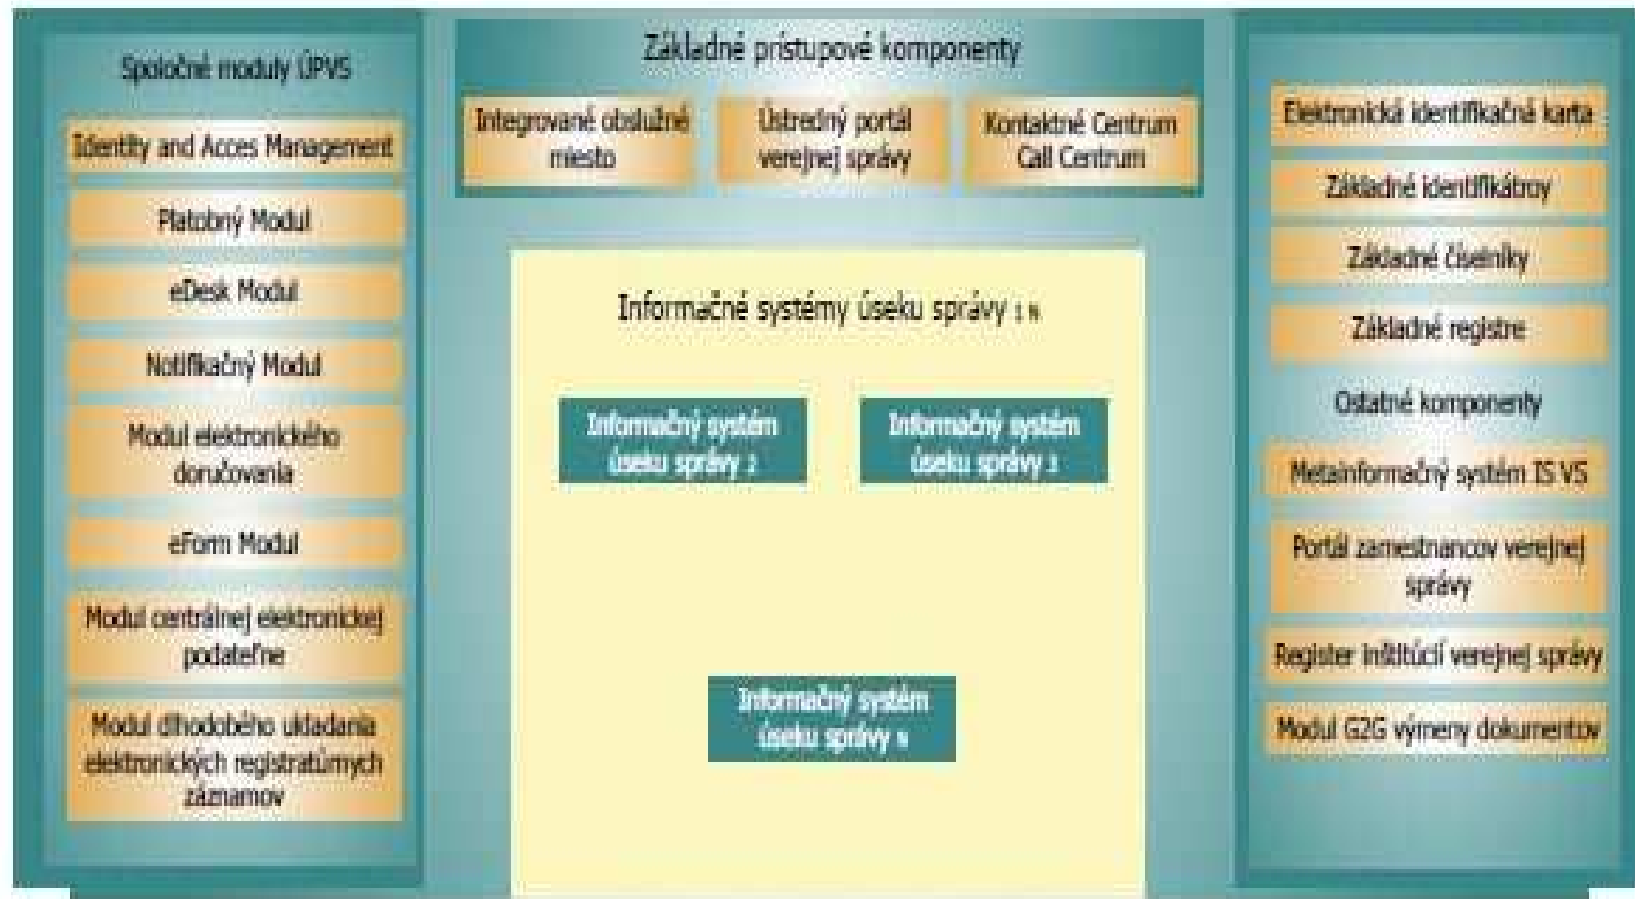 Spoločné moduly ÚPVS
Identity and Acces Management
Platobný Modul
eDesk Modul
Notifikačný Modul
Modul elektronického
doručovania
eForm Modul
Modul centrálnej elektronickej
podateľne
Modul dlhodobého ukladania
elektronických registratúrnych
záznamov
Základné prístupové komponenty
Integrované obslužné
miesto
Ústredný portál
verejnej správy
Kontaktné Centrum
Call Centrum
Informačné systémy úseku správy 1 N
Informačný systém
úseku správy 2
Informačný systém
úseku správy 3
Informačný systém
úseku správy N
Elektronická identifikačná karta
Základné identifikátroy
Základné číselníky
Základné registre
Ostatné komponenty
Metainformačný systém IS VS
Portál zamestnancov verejnej
správy
Register inštitúcií verejnej správy
Modul G2G výmeny dokumentov